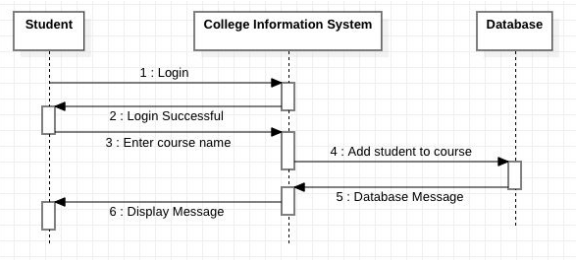 Student
College Information System
Database
1 : Login
2 : Login Successful
3 : Enter course name
4 : Add student to course
5 : Database Message
6 : Display Message